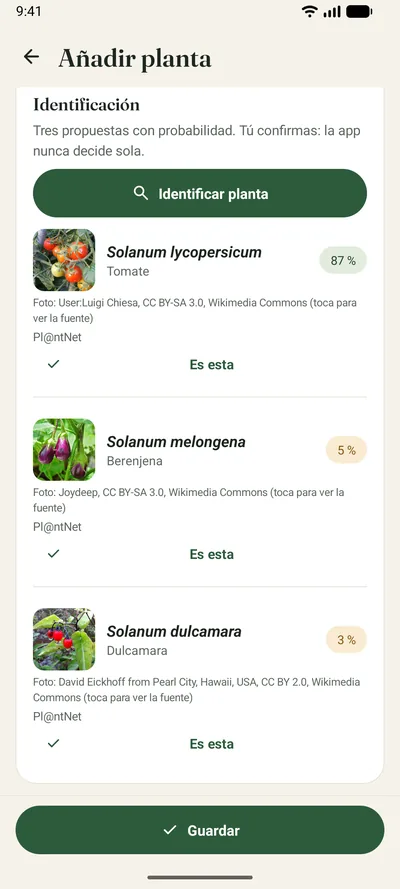 9:41
Añadir planta
Identificación
Tres propuestas con probabilidad. Tú confirmas: la app
nunca decide sola.
Identificar planta
Solanum lycopersicum
87 %
Tomate
Foto: User:Luigi Chiesa, CC BY-SA 3.0, Wikimedia Commons (toca para
ver la fuente)
Pl@ntNet
Es esta
Solanum melongena
5 %
Berenjena
Foto: Joydeep, CC BY-SA 3.0, Wikimedia Commons (toca para ver la
fuente)
Pl@ntNet
Es esta
Solanum dulcamara
3 %
Dulcamara
Foto: David Eickhoff from Pearl City, Hawaii, USA, CC BY 2.0, Wikimedia
Commons (toca para ver la fuente)
Pl@ntNet
Es esta
Guardar